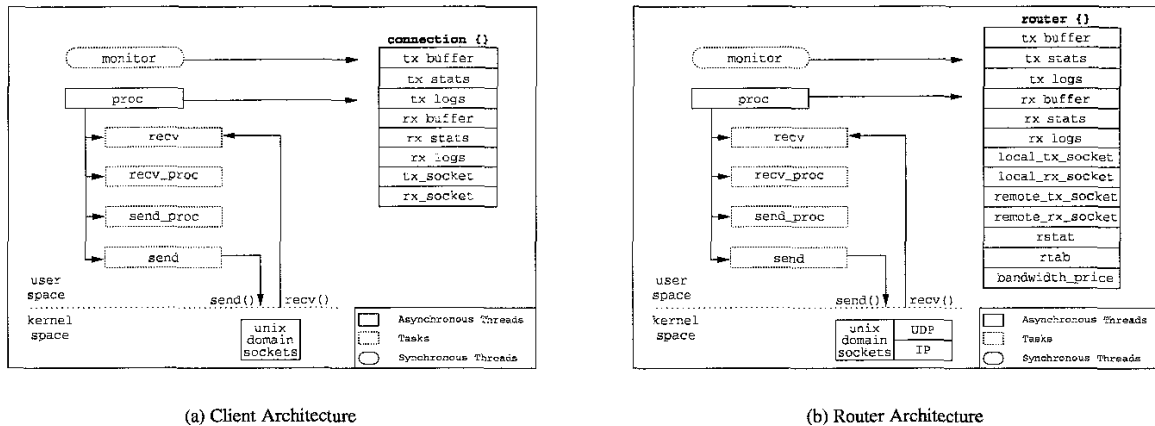 connection {}
monitor
tx buffer
tx stats
proc
tx logs
rx buffer
recv
rx stats
rx logs
recv_proc
tx_socket
rx_socket
send_proc
send
user
space
send()
recv()
kernel
space
unix
domain
sockets
Asynchronous Threads
Tasks
Synchronous Threads
(a) Client Architecture
router {}
tx buffer
monitor
tx stats
tx logs
proc
rx buffer
rx stats
recv
rx logs
local_tx_socket
recv_proc
local_rx_socket
remote_tx_socket
send_proc
remote_rx_socket
rstat
send
rtab
bandwidth_price
user
space
send()
recv()
kernel
space
unix
domain
sockets
UDP
IP
Asynchronous Threads
Tasks
Synchronous Threads
(b) Router Architecture